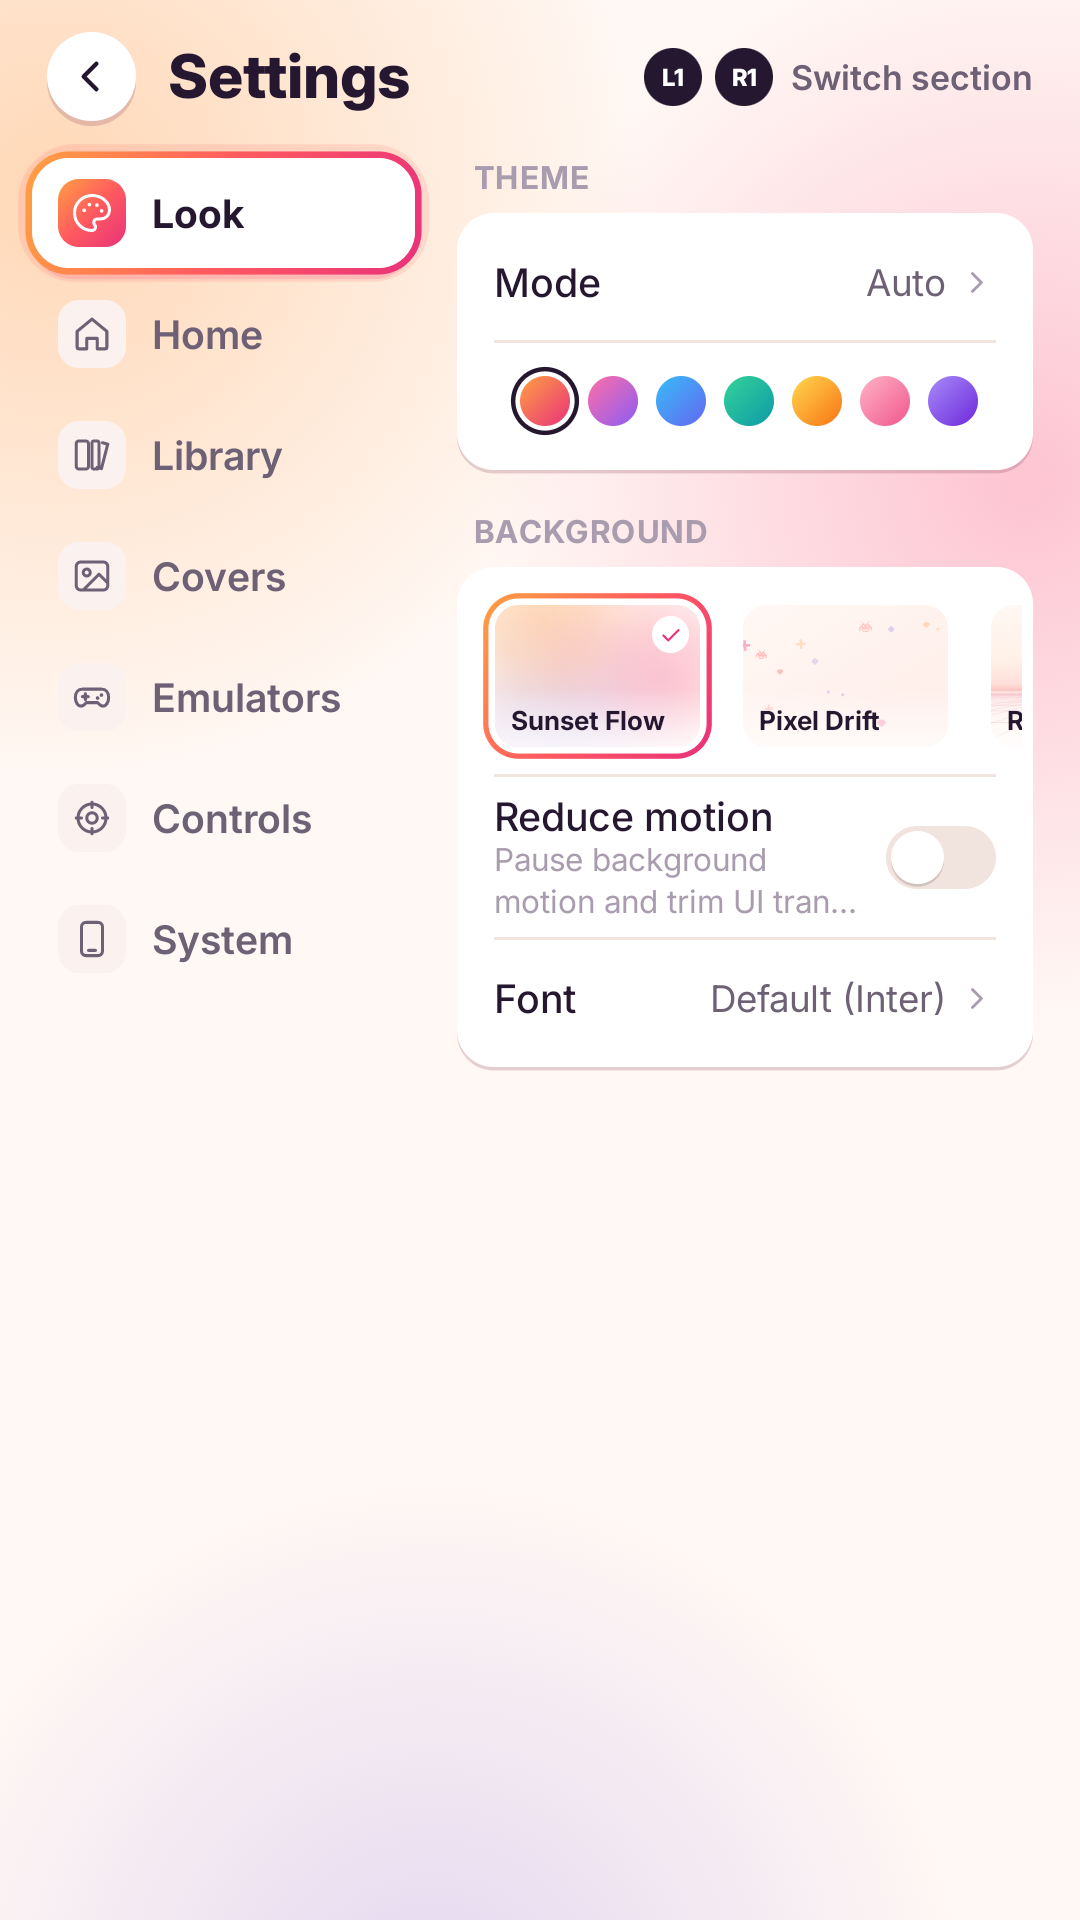 Settings
L1 R1 Switch section
Look
Home
Library
Covers
Emulators
Controls
System
THEME
Mode Auto
BACKGROUND
Sunset Flow
Pixel Drift
R
Reduce motion
Pause background
motion and trim UI tran...
Font Default (Inter)